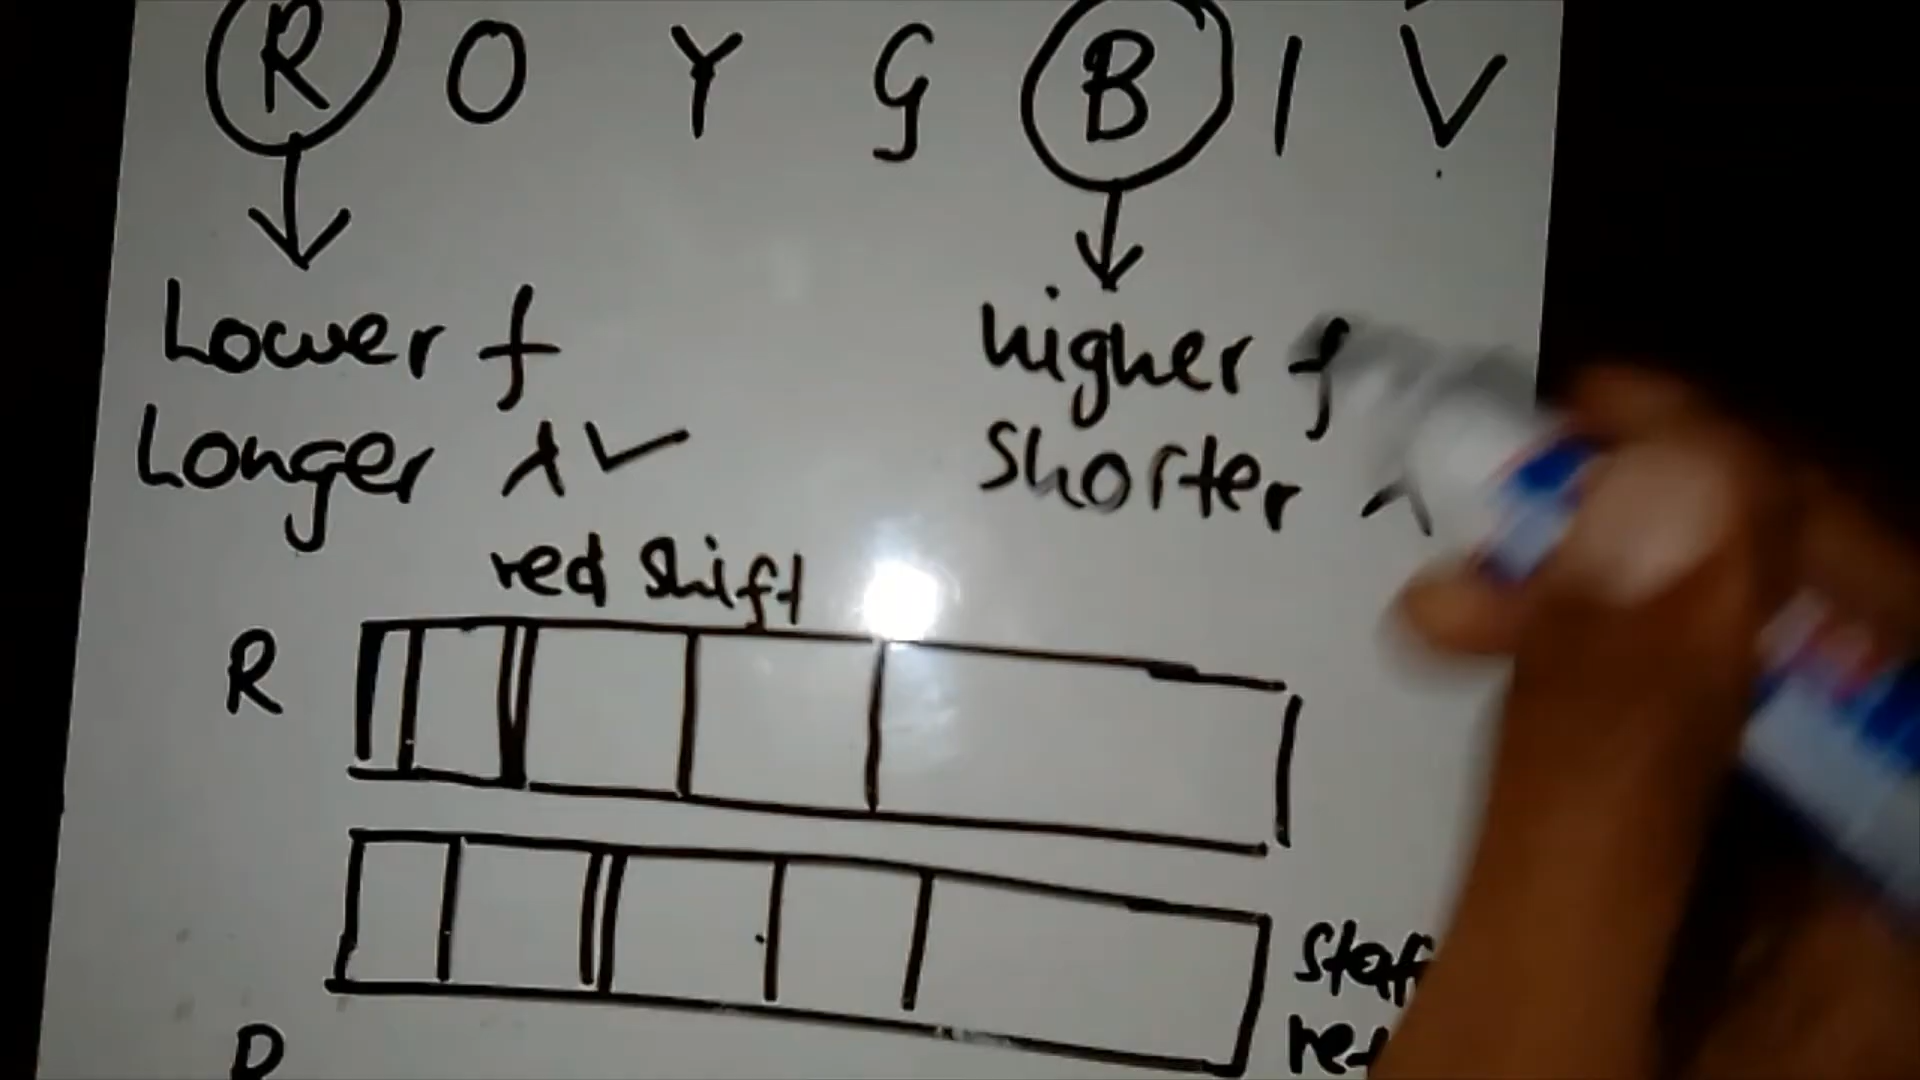 R O Y G B I V
Lower f higher f
Longer λ ✓ Shorter λ
red shift
R